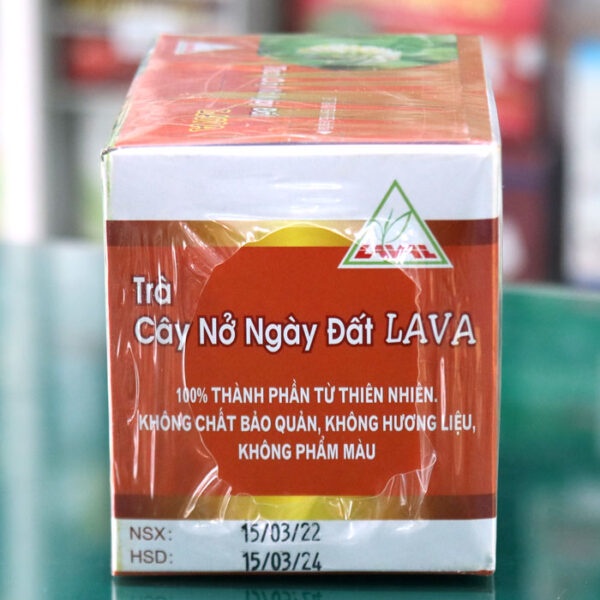 LAVAL
Trà
Cây Nở Ngày Đất LAVA
100% THÀNH PHẦN TỪ THIÊN NHIÊN.
KHÔNG CHẤT BẢO QUẢN, KHÔNG HƯƠNG LIỆU,
KHÔNG PHẨM MÀU
NSX: 15/03/22
HSD: 15/03/24